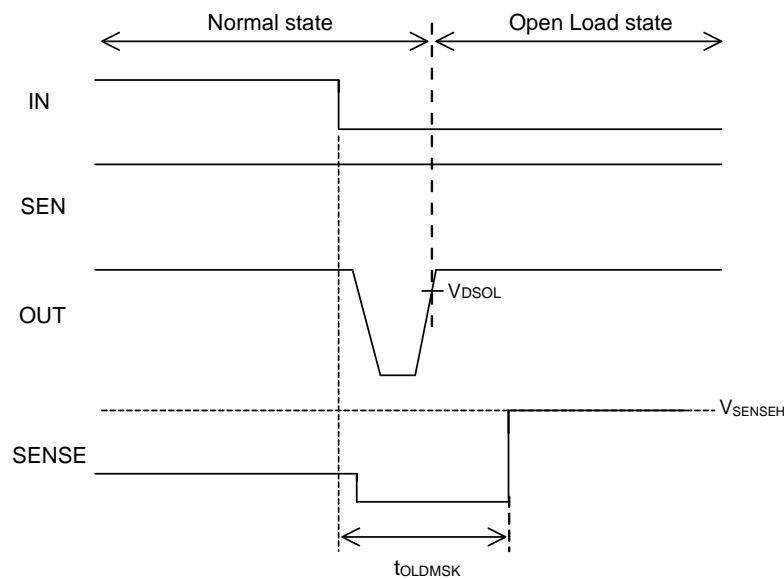 Normal state
Open Load state
IN
SEN
OUT
VDSOL
VSENSEH
SENSE
tOLDMSK